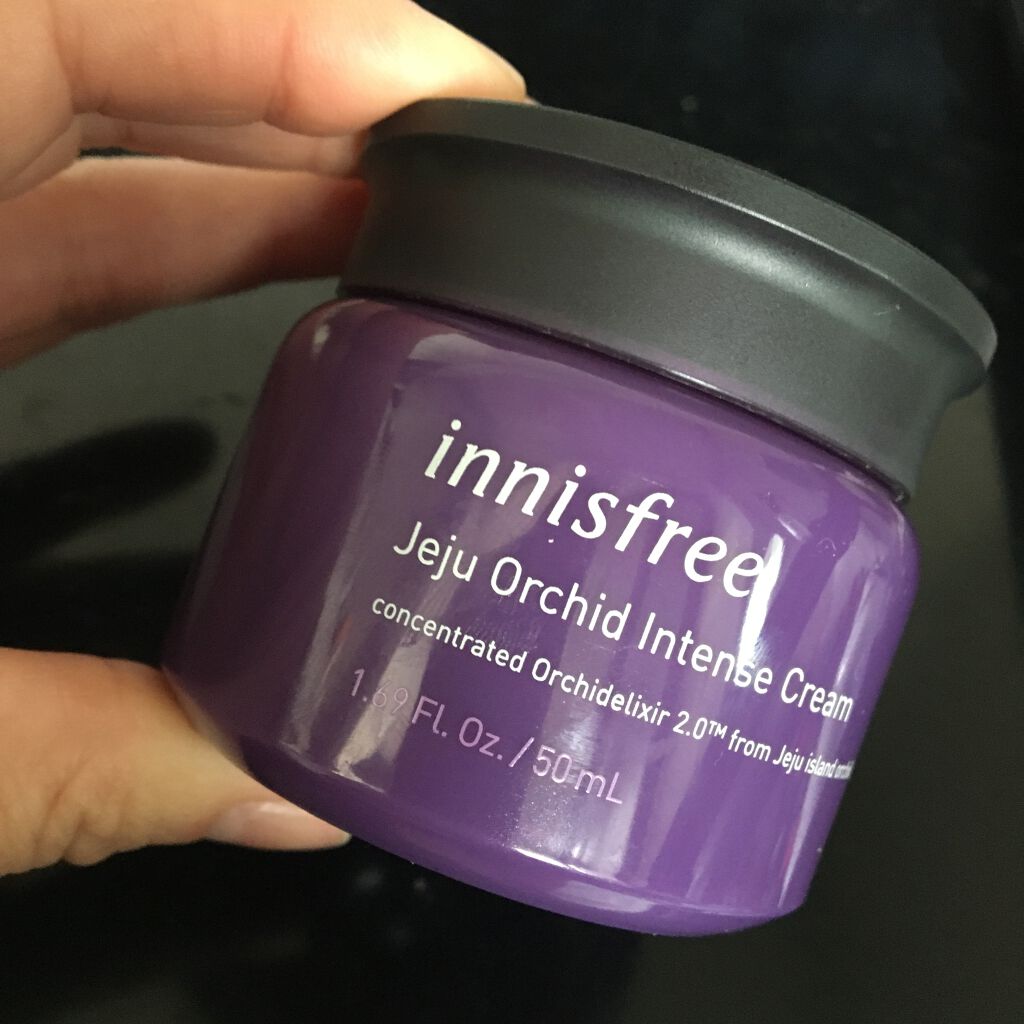 innisfree
Jeju Orchid Intense Cream
concentrated Orchidelixir 2.0™ from Jeju island
1.69 Fl. Oz. / 50 mL